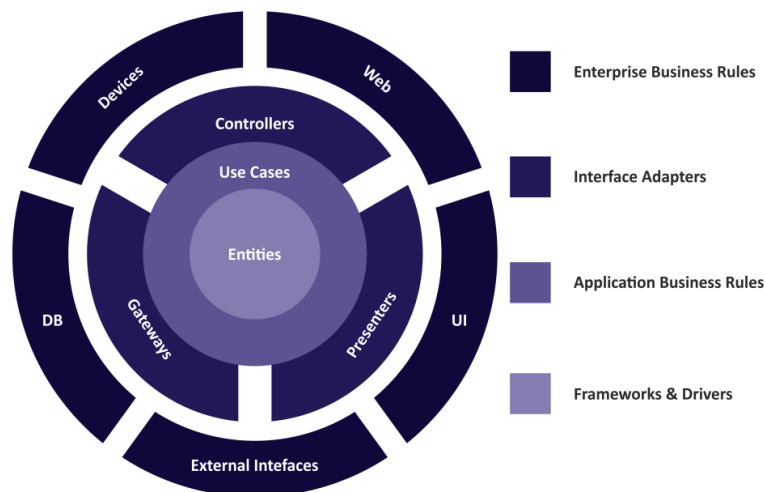 Devices
Web
Controllers
Use Cases
Entities
Gateways
Presenters
DB
UI
External Intefaces
Enterprise Business Rules
Interface Adapters
Application Business Rules
Frameworks & Drivers